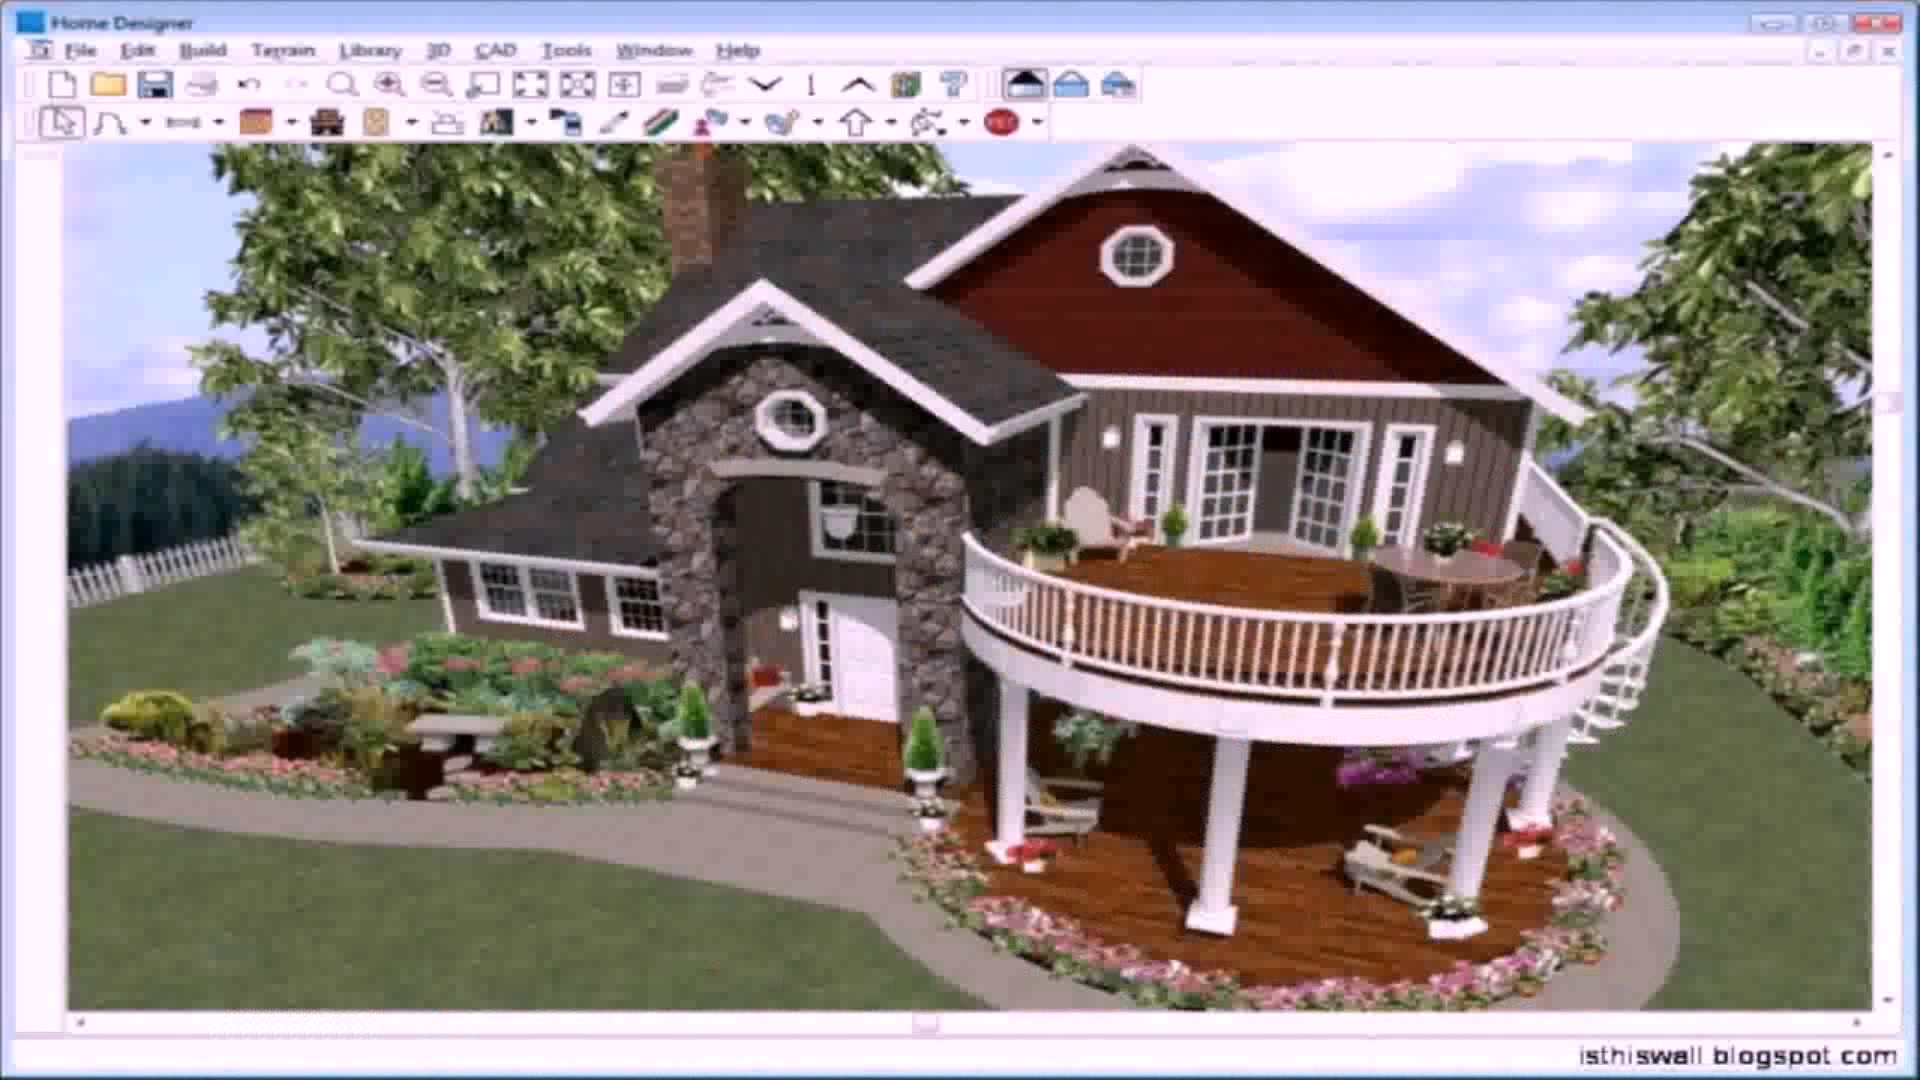 Home Designer
File Edit Build Terrain Library 3D CAD Tools Window Help
isthiswall blogspot com